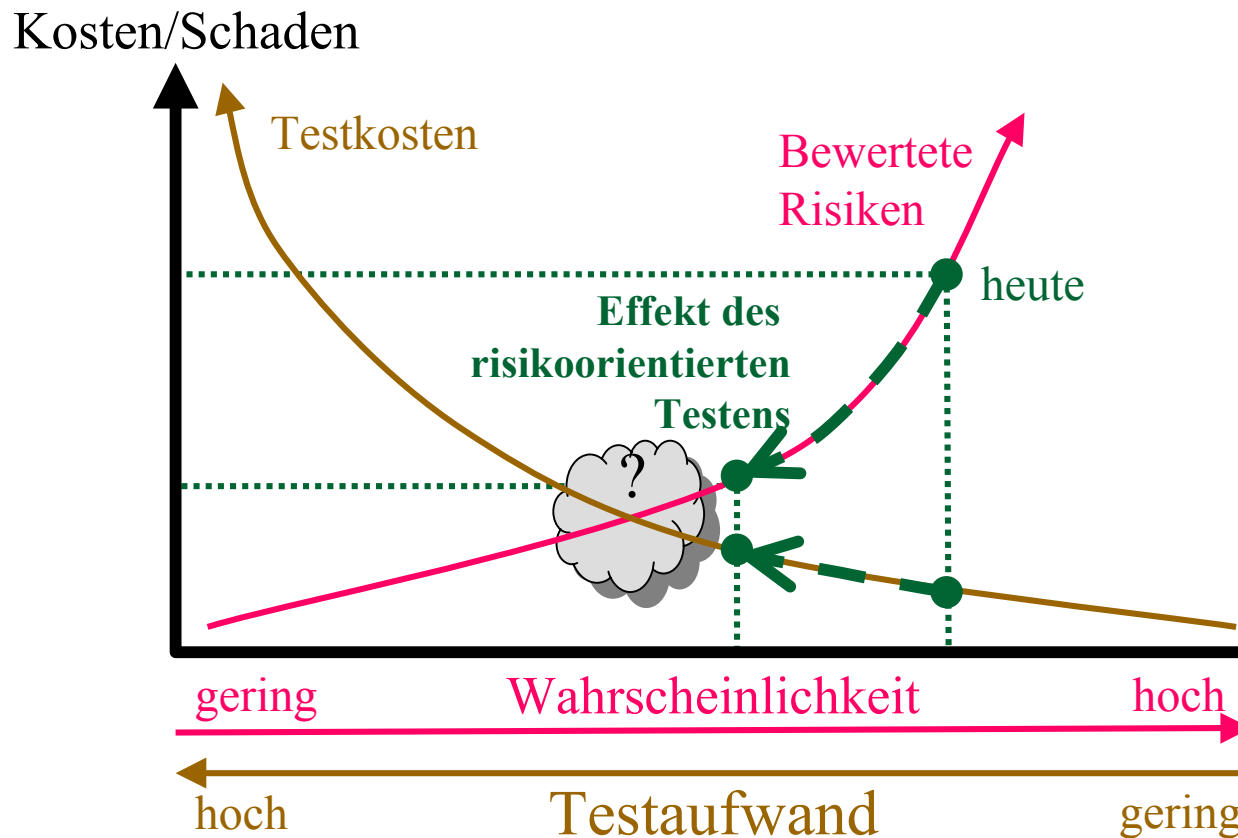 Kosten/Schaden
Testkosten
Bewertete
Risiken
heute
Effekt des
risikoorientierten
Testens
?
gering Wahrscheinlichkeit hoch
hoch Testaufwand gering